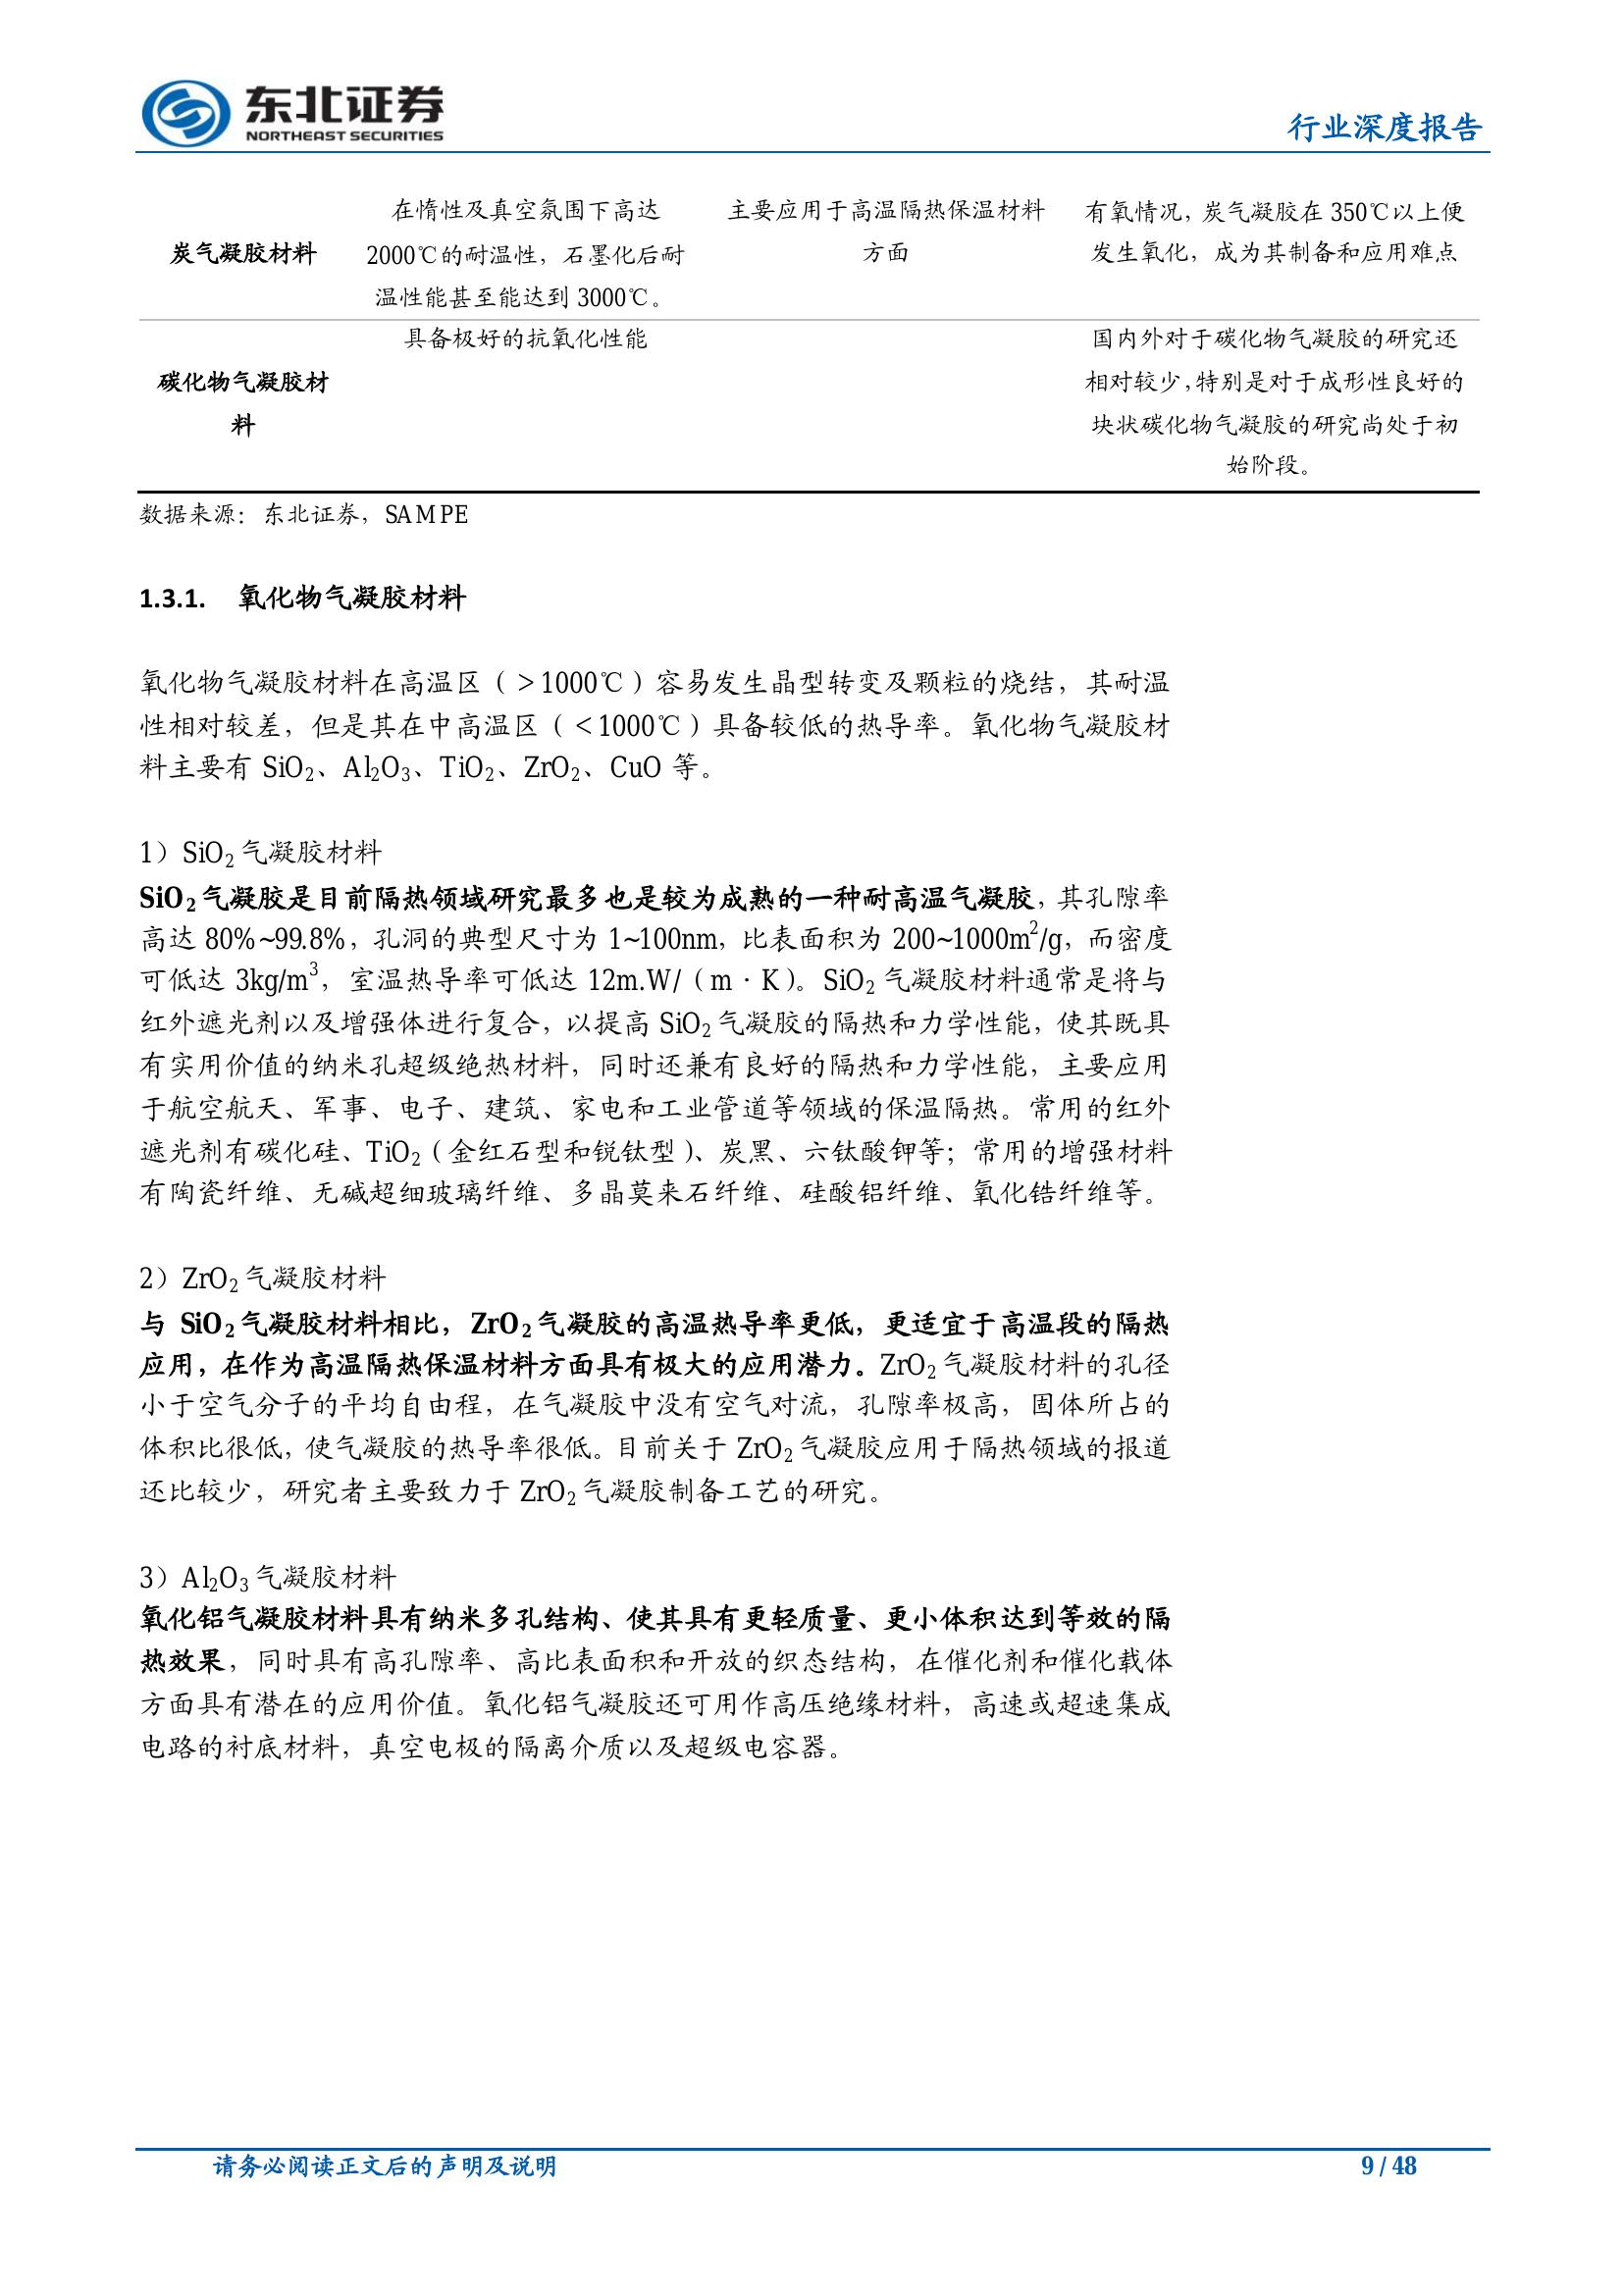 东北证券
NORTHEAST SECURITIES
行业深度报告
炭气凝胶材料
在惰性及真空氛围下高达
2000℃的耐温性，石墨化后耐
温性能甚至能达到 3000℃。
主要应用于高温隔热保温材料
方面
有氧情况，炭气凝胶在 350℃以上便
发生氧化，成为其制备和应用难点
碳化物气凝胶材
料
具备极好的抗氧化性能
国内外对于碳化物气凝胶的研究还
相对较少，特别是对于成形性良好的
块状碳化物气凝胶的研究尚处于初
始阶段。
数据来源：东北证券，SAMPE
1.3.1. 氧化物气凝胶材料
氧化物气凝胶材料在高温区（＞1000℃）容易发生晶型转变及颗粒的烧结，其耐温
性相对较差，但是其在中高温区（＜1000℃）具备较低的热导率。氧化物气凝胶材
料主要有 SiO₂、Al₂O₃、TiO₂、ZrO₂、CuO 等。
1）SiO₂ 气凝胶材料
SiO₂ 气凝胶是目前隔热领域研究最多也是较为成熟的一种耐高温气凝胶，其孔隙率
高达 80%~99.8%，孔洞的典型尺寸为 1~100nm，比表面积为 200~1000m²/g，而密度
可低达 3kg/m³，室温热导率可低达 12m.W/（m·K）。SiO₂ 气凝胶材料通常是将与
红外遮光剂以及增强体进行复合，以提高 SiO₂ 气凝胶的隔热和力学性能，使其既具
有实用价值的纳米孔超级绝热材料，同时还兼有良好的隔热和力学性能，主要应用
于航空航天、军事、电子、建筑、家电和工业管道等领域的保温隔热。常用的红外
遮光剂有碳化硅、TiO₂（金红石型和锐钛型）、炭黑、六钛酸钾等；常用的增强材料
有陶瓷纤维、无碱超细玻璃纤维、多晶莫来石纤维、硅酸铝纤维、氧化锆纤维等。
2）ZrO₂ 气凝胶材料
与 SiO₂ 气凝胶材料相比，ZrO₂ 气凝胶的高温热导率更低，更适宜于高温段的隔热
应用，在作为高温隔热保温材料方面具有极大的应用潜力。ZrO₂ 气凝胶材料的孔径
小于空气分子的平均自由程，在气凝胶中没有空气对流，孔隙率极高，固体所占的
体积比很低，使气凝胶的热导率很低。目前关于 ZrO₂ 气凝胶应用于隔热领域的报道
还比较少，研究者主要致力于 ZrO₂ 气凝胶制备工艺的研究。
3）Al₂O₃ 气凝胶材料
氧化铝气凝胶材料具有纳米多孔结构、使其具有更轻质量、更小体积达到等效的隔
热效果，同时具有高孔隙率、高比表面积和开放的织态结构，在催化剂和催化载体
方面具有潜在的应用价值。氧化铝气凝胶还可用作高压绝缘材料，高速或超速集成
电路的衬底材料，真空电极的隔离介质以及超级电容器。
请务必阅读正文后的声明及说明
9 / 48